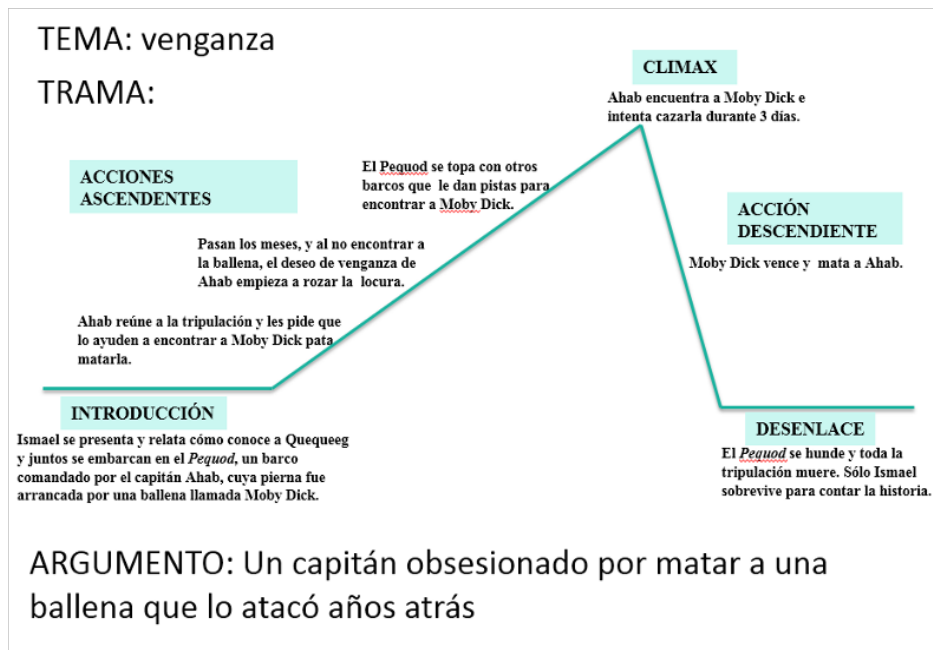 TEMA: venganza
TRAMA:
CLIMAX
Ahab encuentra a Moby Dick e
intenta cazarla durante 3 días.
El Pequod se topa con otros
barcos que le dan pistas para
encontrar a Moby Dick.
ACCIONES
ASCENDENTES
Pasan los meses, y al no encontrar a
la ballena, el deseo de venganza de
Ahab empieza a rozar la locura.
Ahab reúne a la tripulación y les pide que
lo ayuden a encontrar a Moby Dick pata
matarla.
INTRODUCCIÓN
Ismael se presenta y relata cómo conoce a Quequeeg
y juntos se embarcan en el Pequod, un barco
comandado por el capitán Ahab, cuya pierna fue
arrancada por una ballena llamada Moby Dick.
ACCIÓN
DESCENDIENTE
Moby Dick vence y mata a Ahab.
DESENLACE
El Pequod se hunde y toda la
tripulación muere. Sólo Ismael
sobrevive para contar la historia.
ARGUMENTO: Un capitán obsesionado por matar a una
ballena que lo atacó años atrás